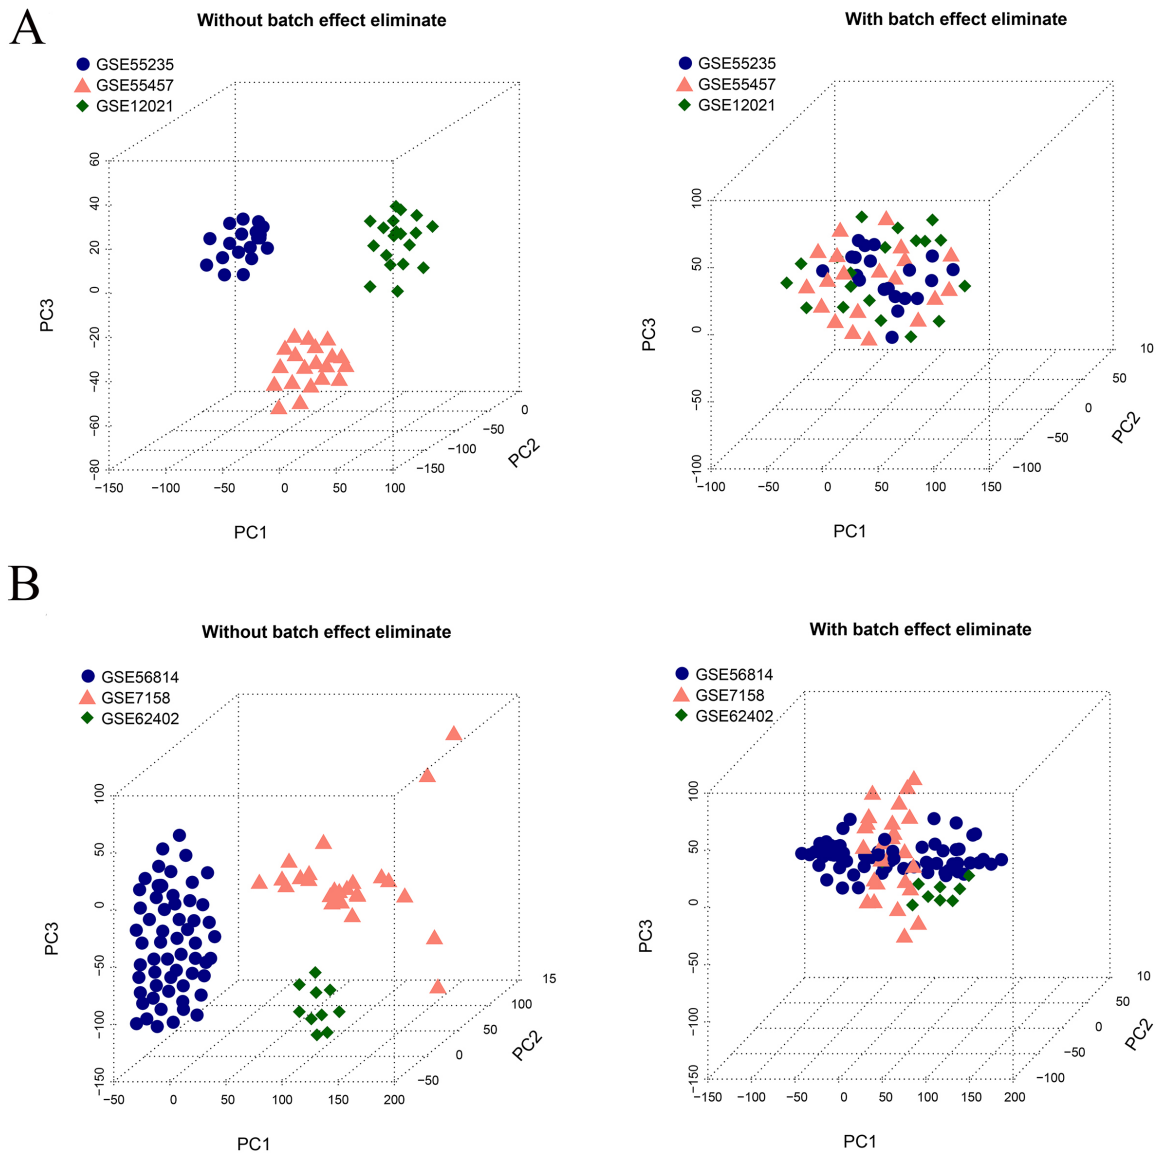 A
Without batch effect eliminate
GSE55235
GSE55457
GSE12021
60
40
20
0
−20
−40
−60
−80
PC3
−150
−100
−50
0
50
100
PC1
−150
−100
−50
0
PC2
With batch effect eliminate
GSE55235
GSE55457
GSE12021
100
50
0
−50
−100
PC3
−100
−50
0
50
100
150
PC1
−100
−50
0
50
10
PC2
B
Without batch effect eliminate
GSE56814
GSE7158
GSE62402
100
50
0
−50
−100
−150
PC3
−50
0
50
100
150
200
PC1
−50
0
50
100
15
PC2
With batch effect eliminate
GSE56814
GSE7158
GSE62402
100
50
0
−50
−100
−150
PC3
−150
−100
−50
0
50
100
150
200
PC1
−100
−50
0
50
10
PC2